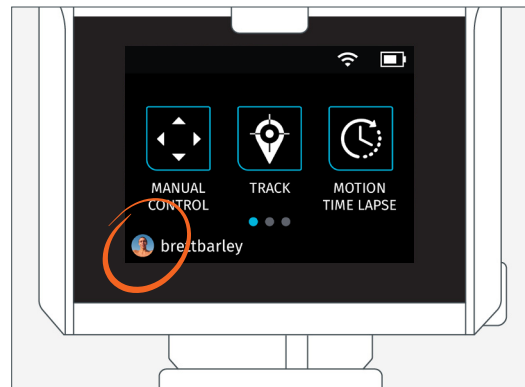 MANUAL
CONTROL
TRACK
MOTION
TIME LAPSE
brettbarley